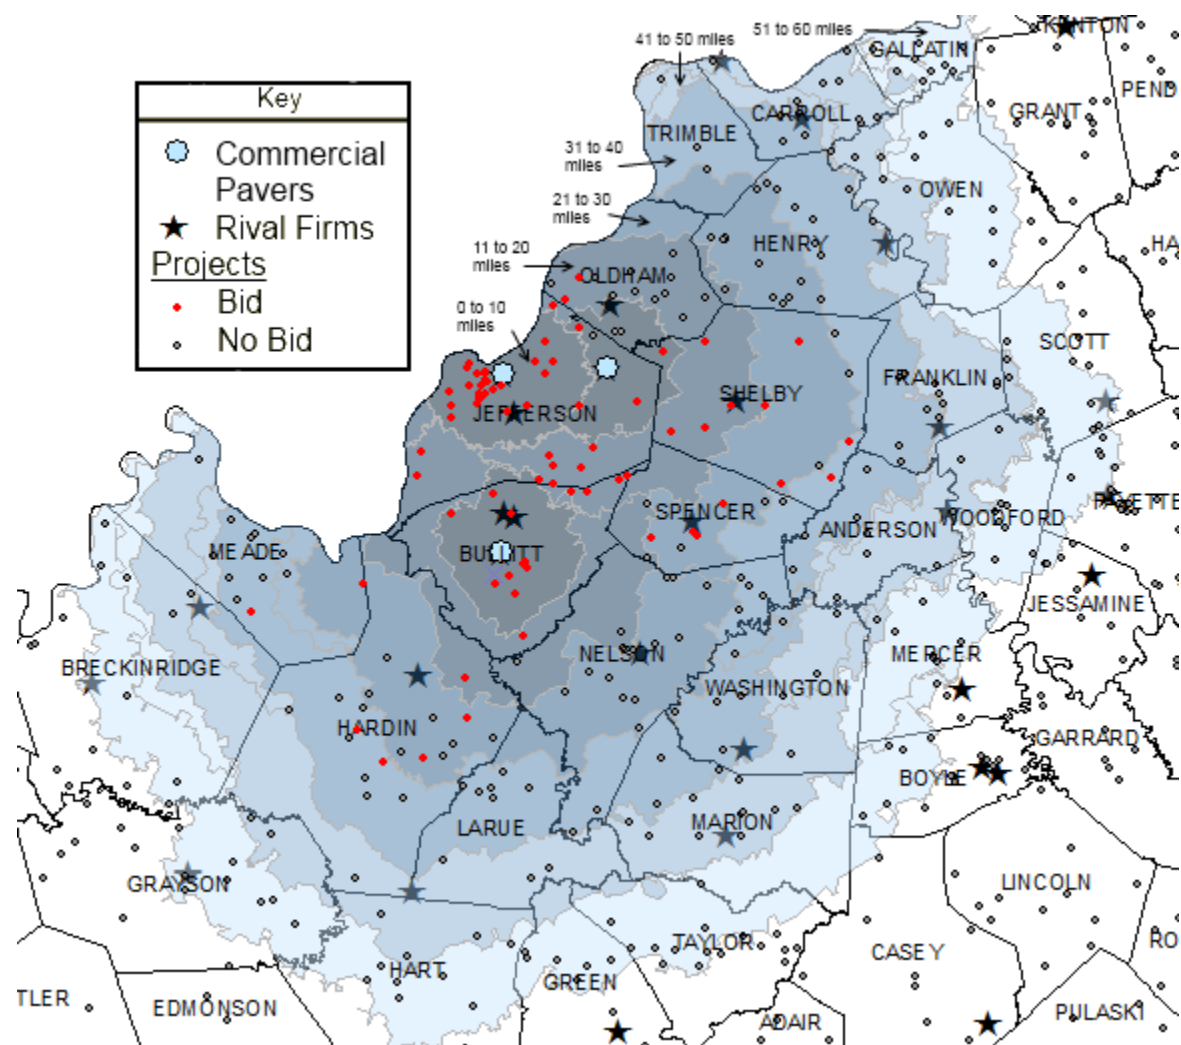 51 to 60 miles
41 to 50 miles
KENTON
GALLATIN
Key
PEND
GRANT
CARROLL
TRIMBLE
Commercial
Pavers
31 to 40
miles
OWEN
21 to 30
miles
Rival Firms
HENRY
HA
11 to 20
miles
Projects
OLDHAM
Bid
0 to 10
miles
No Bid
SCOTT
FRANKLIN
SHELBY
JEFFERSON
FAYETTE
SPENCER
WOODFORD
ANDERSON
MEADE
BULLITT
JESSAMINE
NELSON
MERCER
BRECKINRIDGE
WASHINGTON
HARDIN
GARRARD
BOYLE
MARION
LARUE
GRAYSON
LINCOLN
TAYLOR
RO
CASEY
HART
GREEN
TLER
EDMONSON
PULASKI
ADAIR